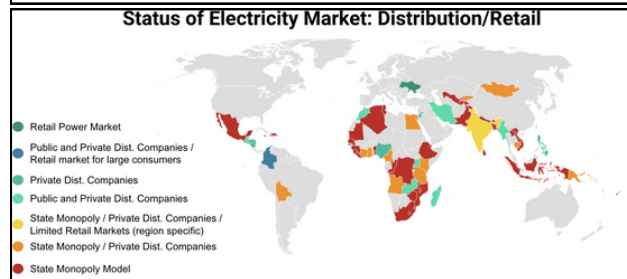 Status of Electricity Market: Distribution/Retail
Retail Power Market
Public and Private Dist. Companies /
Retail market for large consumers
Private Dist. Companies
Public and Private Dist. Companies
State Monopoly / Private Dist. Companies /
Limited Retail Markets (region specific)
State Monopoly / Private Dist. Companies
State Monopoly Model